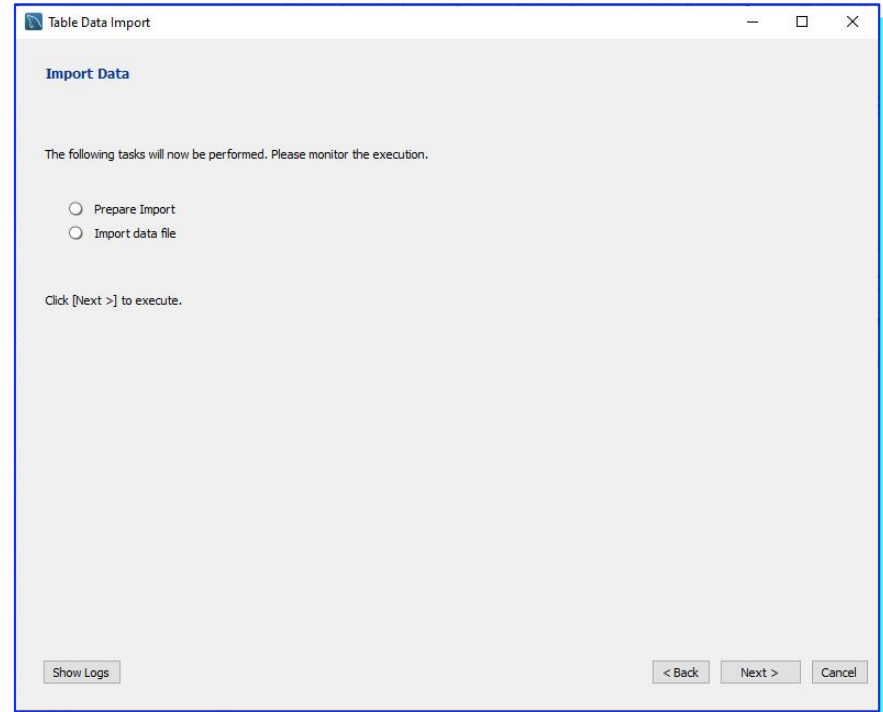 Table Data Import
Import Data
The following tasks will now be performed. Please monitor the execution.
Prepare Import
Import data file
Click [Next >] to execute.
Show Logs
< Back
Next >
Cancel